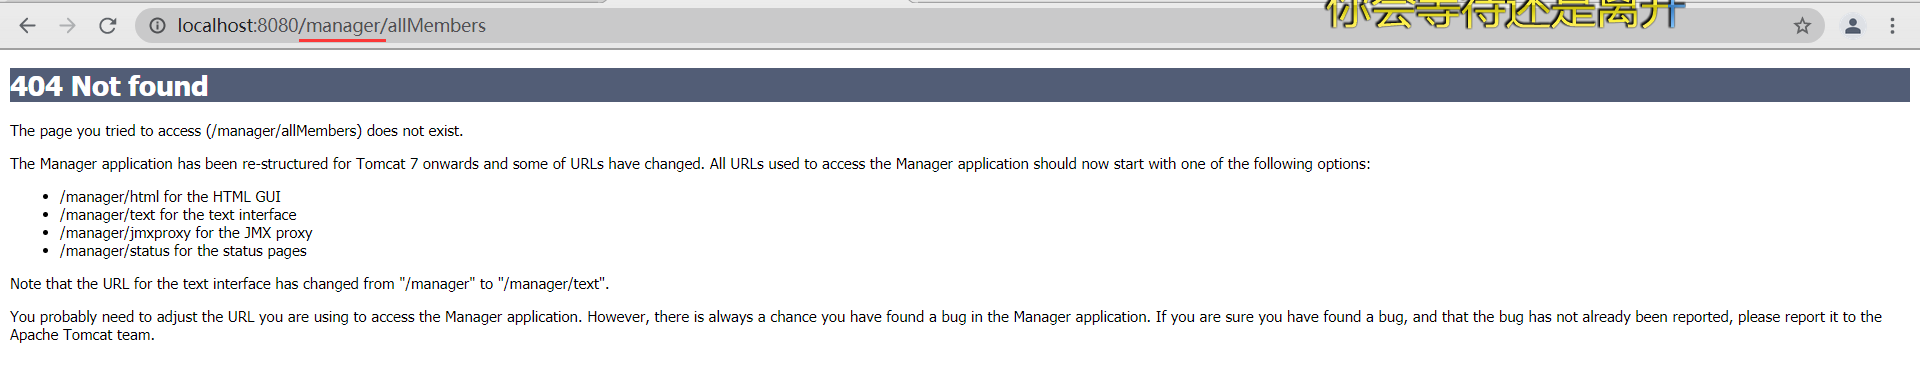 你会等待还是离开
localhost:8080/manager/allMembers
404 Not found
The page you tried to access (/manager/allMembers) does not exist.
The Manager application has been re-structured for Tomcat 7 onwards and some of URLs have changed. All URLs used to access the Manager application should now start with one of the following options:
• /manager/html for the HTML GUI
• /manager/text for the text interface
• /manager/jmxproxy for the JMX proxy
• /manager/status for the status pages
Note that the URL for the text interface has changed from "/manager" to "/manager/text".
You probably need to adjust the URL you are using to access the Manager application. However, there is always a chance you have found a bug in the Manager application. If you are sure you have found a bug, and that the bug has not already been reported, please report it to the
Apache Tomcat team.